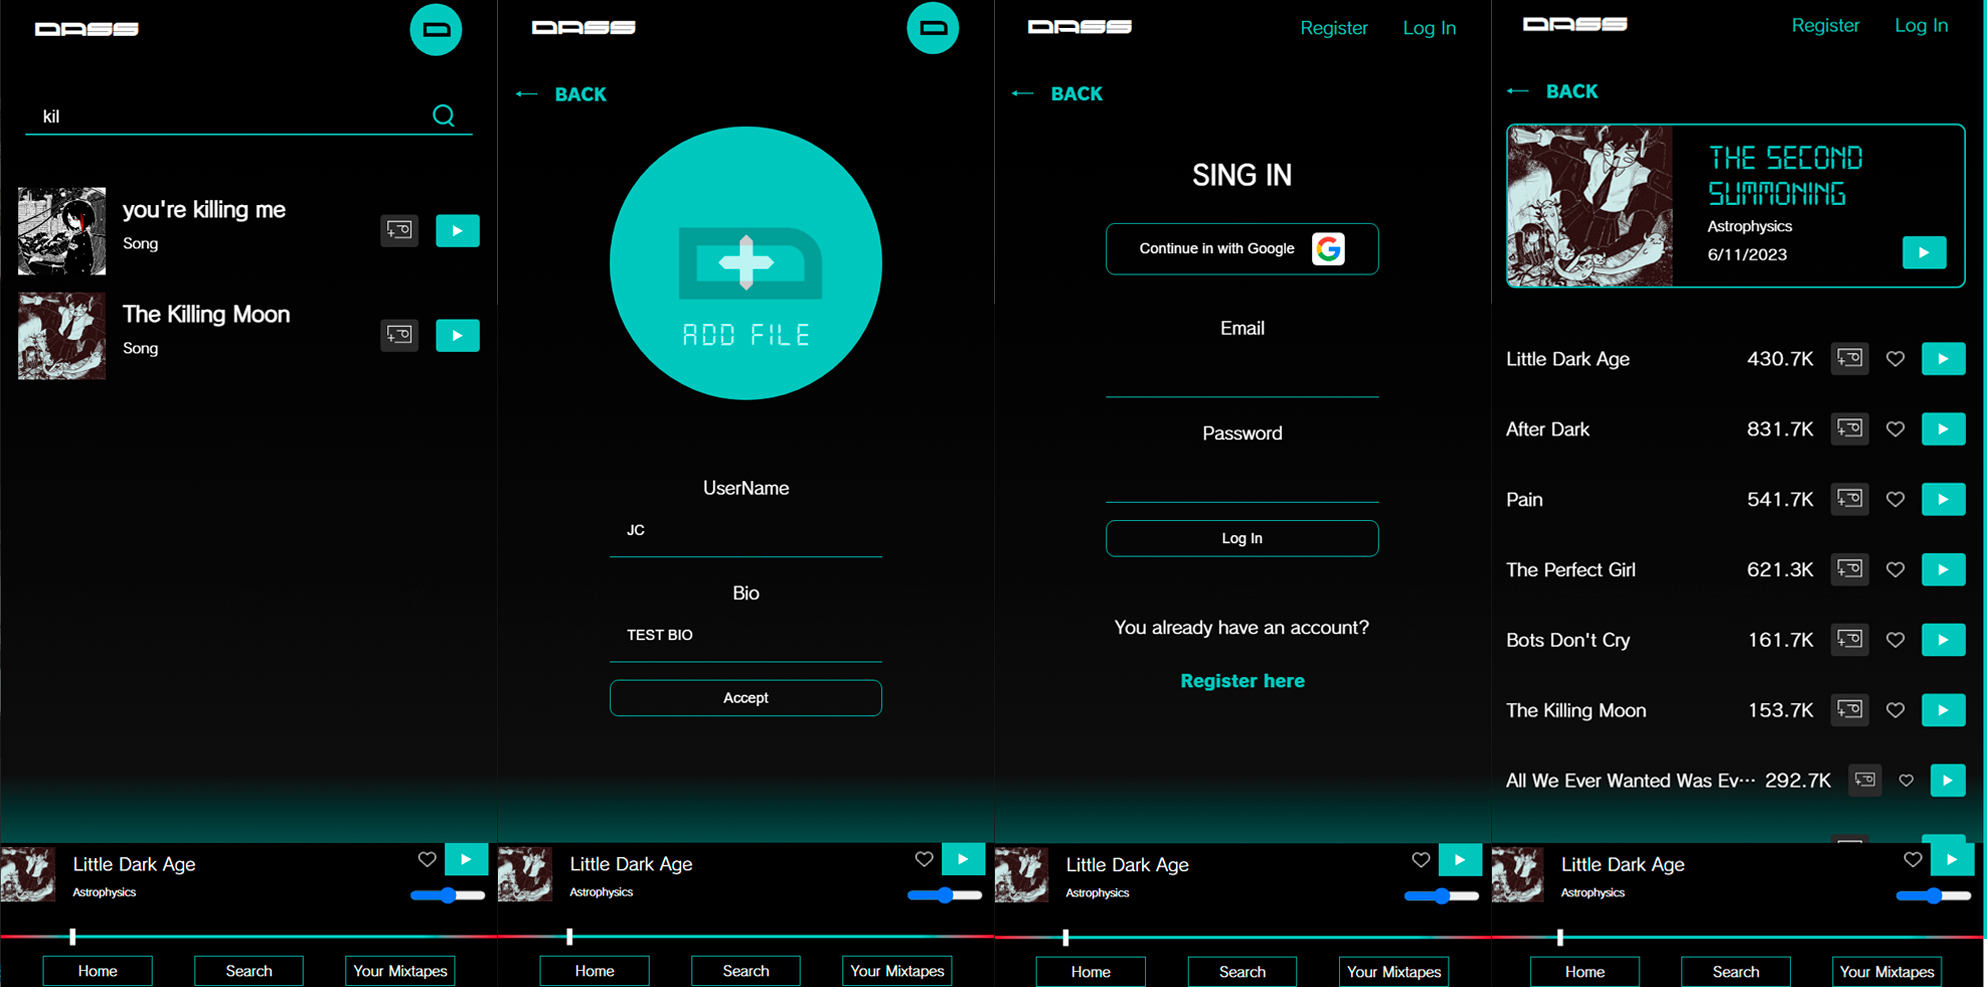 DASS
kil
you're killing me
Song
The Killing Moon
Song
Little Dark Age
Astrophysics
Home Search Your Mixtapes
DASS
← BACK
ADD FILE
UserName
JC
Bio
TEST BIO
Accept
Little Dark Age
Astrophysics
Home Search Your Mixtapes
DASS Register Log In
← BACK
SING IN
Continue in with Google
Email
Password
Log In
You already have an account?
Register here
Little Dark Age
Astrophysics
Home Search Your Mixtapes
DASS Register Log In
← BACK
THE SECOND
SUMMONING
Astrophysics
6/11/2023
Little Dark Age 430.7K
After Dark 831.7K
Pain 541.7K
The Perfect Girl 621.3K
Bots Don't Cry 161.7K
The Killing Moon 153.7K
All We Ever Wanted Was Ev... 292.7K
Little Dark Age
Astrophysics
Home Search Your Mixtapes